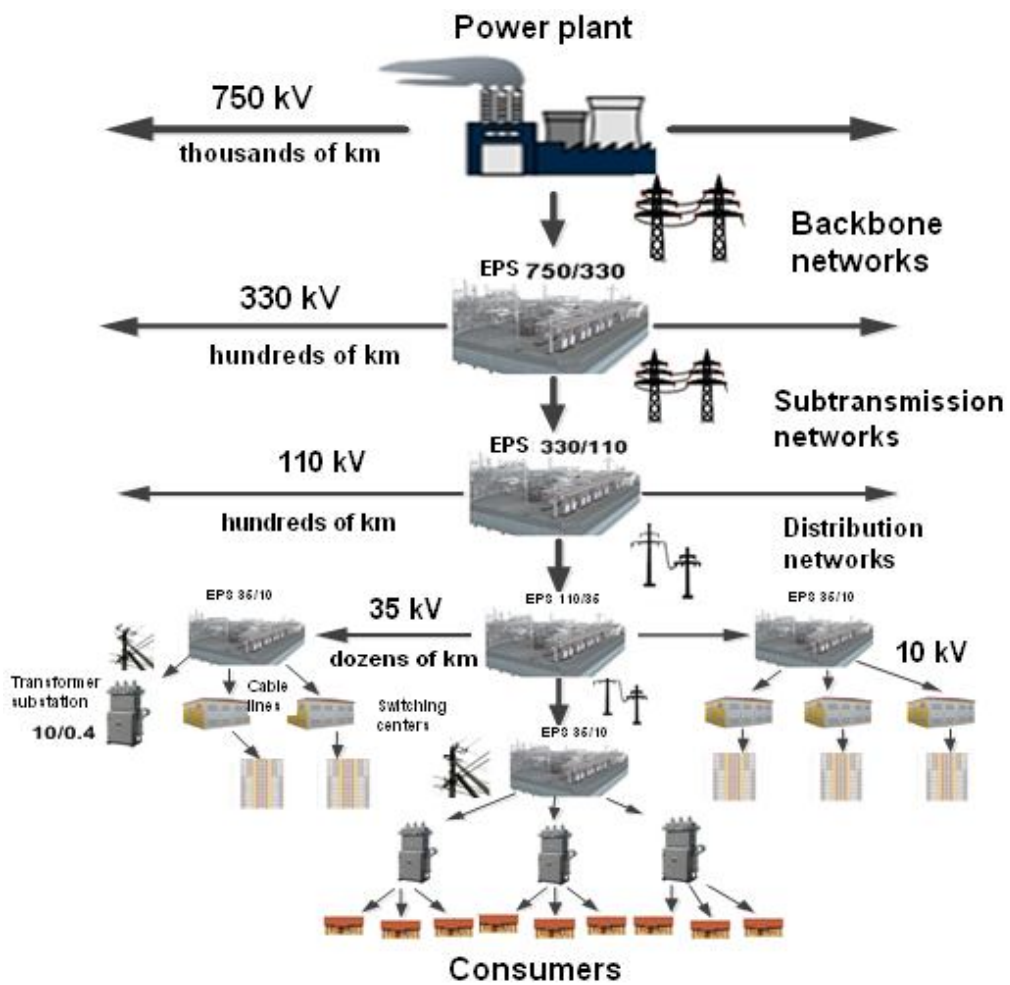 Power plant
750 kV
thousands of km
Backbone
networks
EPS 750/330
330 kV
hundreds of km
Subtransmission
networks
EPS 330/110
110 kV
hundreds of km
Distribution
networks
EPS 35/10
35 kV
EPS 110/35
EPS 35/10
dozens of km
10 kV
Transformer
substation
10/0.4
Cable
lines
Switching
centers
EPS 35/10
Consumers